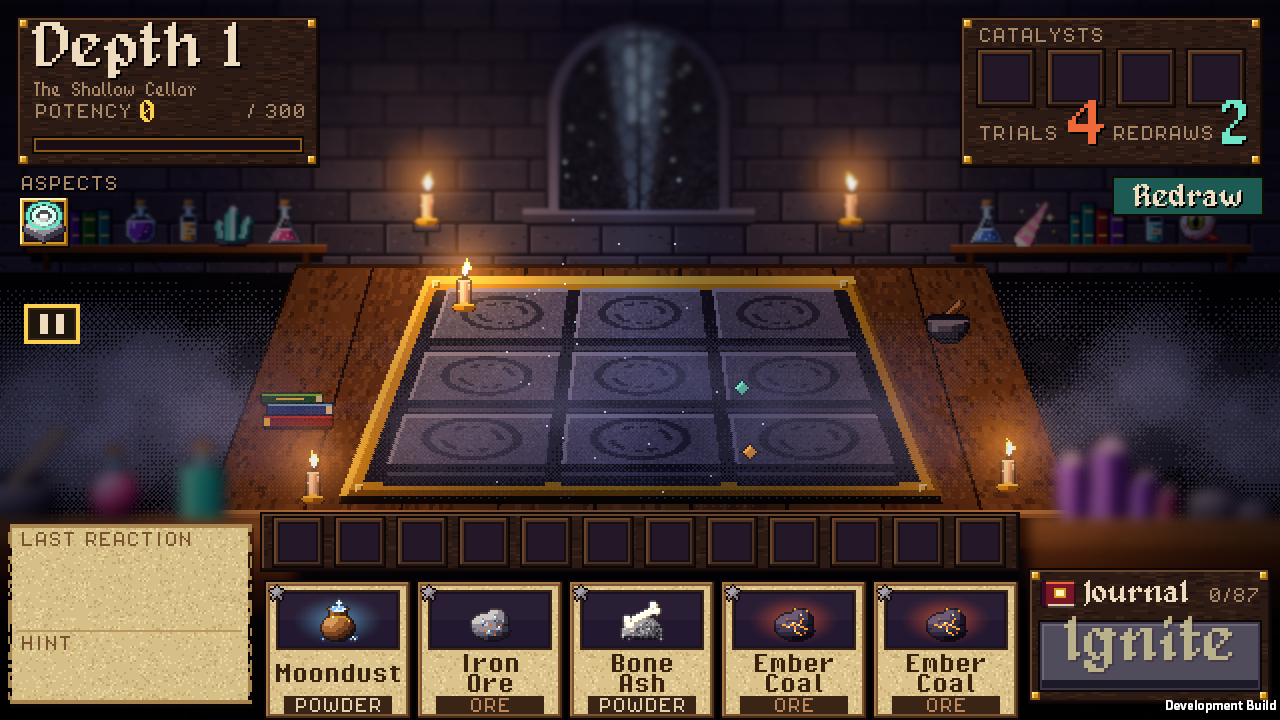 Depth 1
The Shallow Cellar
POTENCY 0 / 300
ASPECTS
CATALYSTS
TRIALS 4 REDRAWS 2
Redraw
LAST REACTION
HINT
Moondust
POWDER
Iron
Ore
ORE
Bone
Ash
POWDER
Ember
Coal
ORE
Ember
Coal
ORE
Journal 0/87
Ignite
Development Build